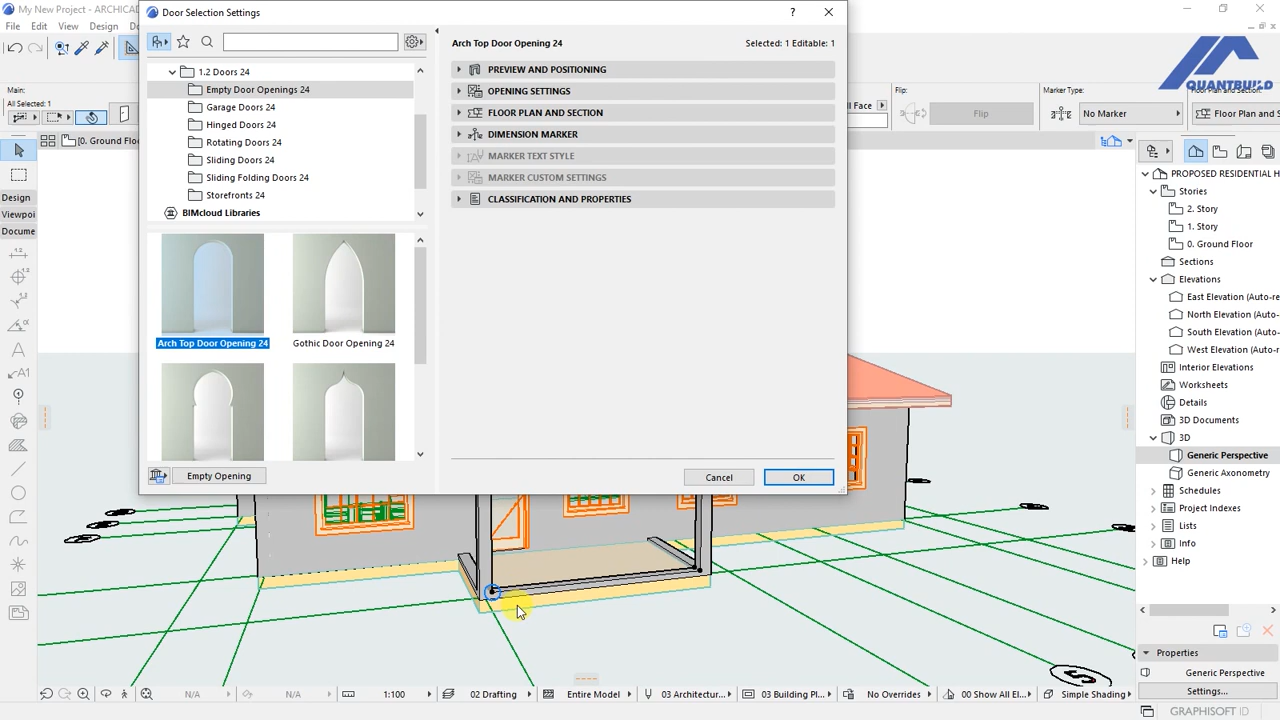 My New Project - ARCHICAD
Door Selection Settings
?
File Edit View Design
Main:
All Selected: 1
[0. Ground Floo
Design
Viewpoi
Docume
1.2 Doors 24
Empty Door Openings 24
Garage Doors 24
Hinged Doors 24
Rotating Doors 24
Sliding Doors 24
Sliding Folding Doors 24
Storefronts 24
BIMcloud Libraries
Arch Top Door Opening 24
Gothic Door Opening 24
Empty Opening
Arch Top Door Opening 24
Selected: 1 Editable: 1
PREVIEW AND POSITIONING
OPENING SETTINGS
FLOOR PLAN AND SECTION
DIMENSION MARKER
MARKER TEXT STYLE
MARKER CUSTOM SETTINGS
CLASSIFICATION AND PROPERTIES
Cancel
OK
QUANTBUILD
Flip:
Marker Type:
Floor Plan and Section:
ll Face
Flip
No Marker
Floor Plan and S
PROPOSED RESIDENTIAL H
Stories
2. Story
1. Story
0. Ground Floor
Sections
Elevations
East Elevation (Auto-re
North Elevation (Auto-
South Elevation (Auto-
West Elevation (Auto-r
Interior Elevations
Worksheets
Details
3D Documents
3D
Generic Perspective
Generic Axonometry
Schedules
Project Indexes
Lists
Info
Help
Properties
Generic Perspective
Settings...
GRAPHISOFT ID
5
N/A
N/A
1:100
02 Drafting
Entire Model
03 Architectur...
03 Building Pl...
No Overrides
00 Show All El...
Simple Shading